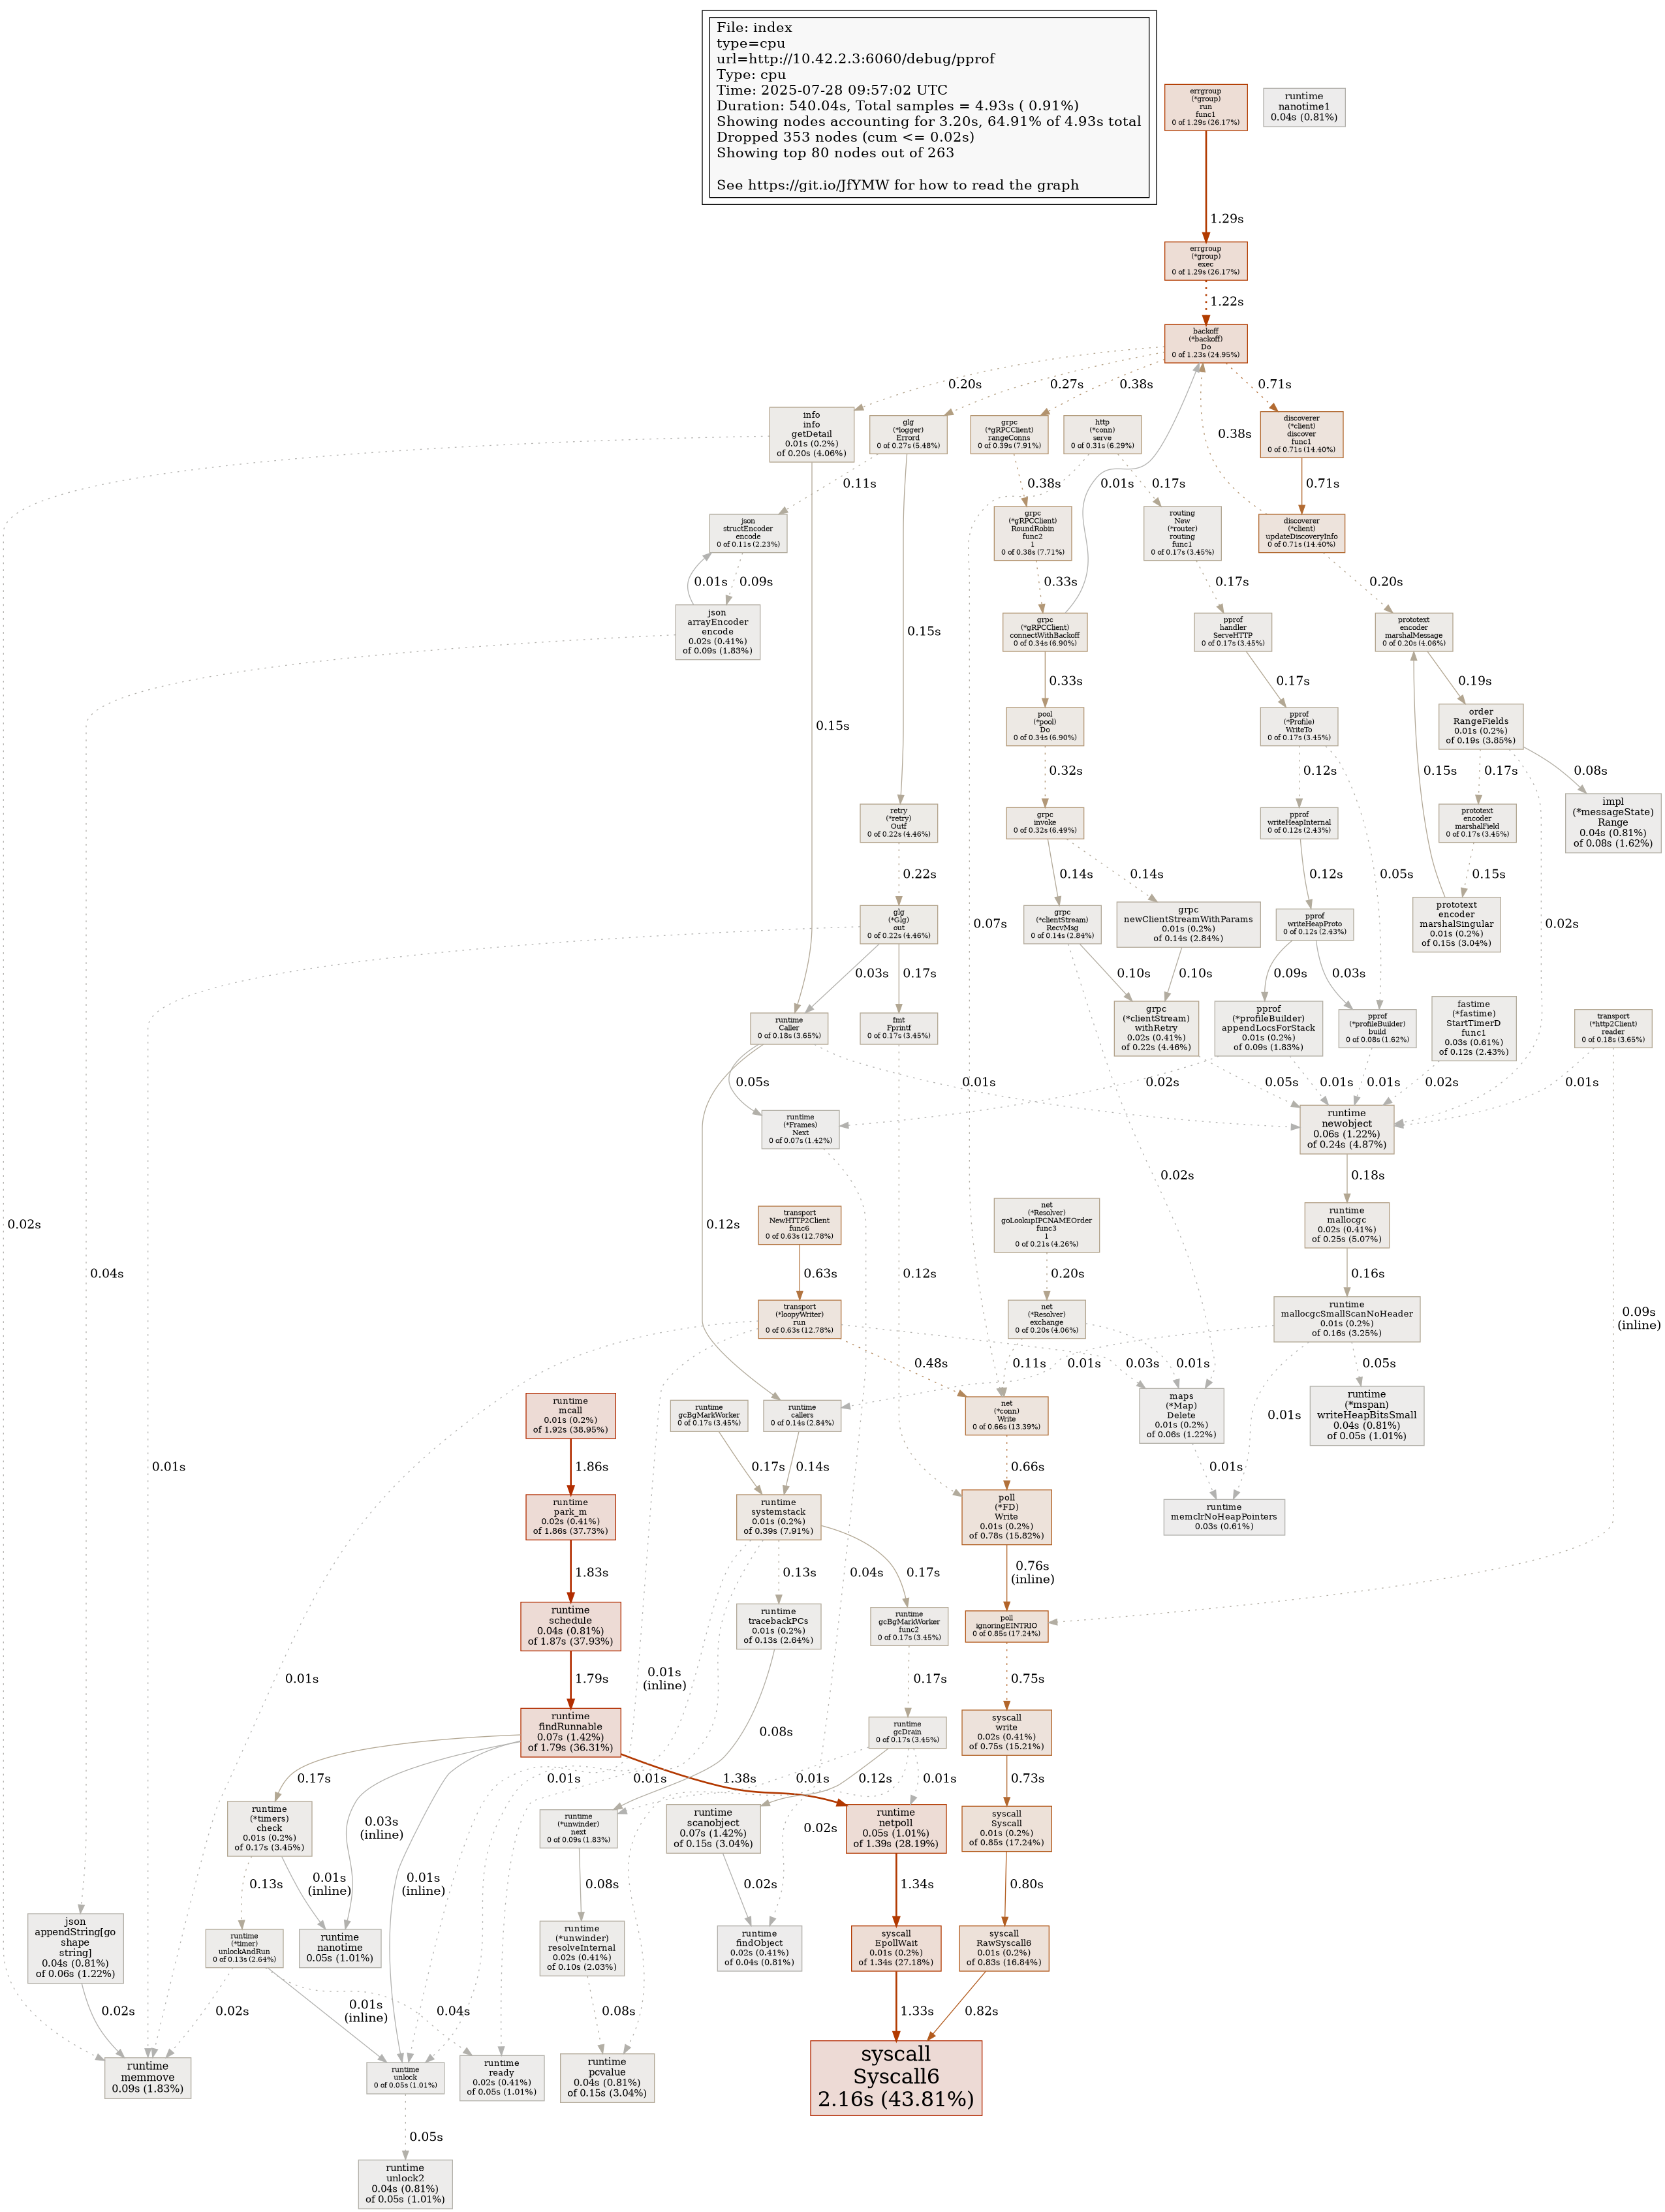 File: index
type=cpu
url=http://10.42.2.3:6060/debug/pprof
Type: cpu
Time: 2025-07-28 09:57:02 UTC
Duration: 540.04s, Total samples = 4.93s ( 0.91%)
Showing nodes accounting for 3.20s, 64.91% of 4.93s total
Dropped 353 nodes (cum <= 0.02s)
Showing top 80 nodes out of 263
See https://git.io/JfYMW for how to read the graph
errgroup
(*group)
run
func1
0 of 1.29s (26.17%)
runtime
nanotime1
0.04s (0.81%)
1.29s
errgroup
(*group)
exec
0 of 1.29s (26.17%)
1.22s
backoff
(*backoff)
Do
0 of 1.23s (24.95%)
0.20s
0.27s
0.38s
0.71s
info
info
getDetail
0.01s (0.2%)
of 0.20s (4.06%)
glg
(*logger)
Errord
0 of 0.27s (5.48%)
grpc
(*gRPCClient)
rangeConns
0 of 0.39s (7.91%)
http
(*conn)
serve
0 of 0.31s (6.29%)
0.38s
discoverer
(*client)
discover
func1
0 of 0.71s (14.40%)
0.11s
0.38s
0.01s
0.17s
0.71s
json
structEncoder
encode
0 of 0.11s (2.23%)
grpc
(*gRPCClient)
RoundRobin
func2
1
0 of 0.38s (7.71%)
routing
New
(*router)
routing
func1
0 of 0.17s (3.45%)
discoverer
(*client)
updateDiscoveryInfo
0 of 0.71s (14.40%)
0.01s
0.09s
0.33s
0.17s
0.20s
json
arrayEncoder
encode
0.02s (0.41%)
of 0.09s (1.83%)
0.15s
grpc
(*gRPCClient)
connectWithBackoff
0 of 0.34s (6.90%)
pprof
handler
ServeHTTP
0 of 0.17s (3.45%)
prototext
encoder
marshalMessage
0 of 0.20s (4.06%)
0.33s
0.17s
0.19s
0.15s
pool
(*pool)
Do
0 of 0.34s (6.90%)
pprof
(*Profile)
WriteTo
0 of 0.17s (3.45%)
order
RangeFields
0.01s (0.2%)
of 0.19s (3.85%)
0.32s
0.12s
0.15s
0.17s
0.08s
retry
(*retry)
Outf
0 of 0.22s (4.46%)
grpc
invoke
0 of 0.32s (6.49%)
pprof
writeHeapInternal
0 of 0.12s (2.43%)
prototext
encoder
marshalField
0 of 0.17s (3.45%)
impl
(*messageState)
Range
0.04s (0.81%)
of 0.08s (1.62%)
0.22s
0.14s
0.14s
0.12s
0.05s
0.15s
glg
(*Glg)
out
0 of 0.22s (4.46%)
grpc
(*clientStream)
RecvMsg
0 of 0.14s (2.84%)
grpc
newClientStreamWithParams
0.01s (0.2%)
of 0.14s (2.84%)
pprof
writeHeapProto
0 of 0.12s (2.43%)
prototext
encoder
marshalSingular
0.01s (0.2%)
of 0.15s (3.04%)
0.07s
0.02s
0.03s
0.17s
0.10s
0.10s
0.09s
0.03s
runtime
Caller
0 of 0.18s (3.65%)
fmt
Fprintf
0 of 0.17s (3.45%)
grpc
(*clientStream)
withRetry
0.02s (0.41%)
of 0.22s (4.46%)
pprof
(*profileBuilder)
appendLocsForStack
0.01s (0.2%)
of 0.09s (1.83%)
pprof
(*profileBuilder)
build
0 of 0.08s (1.62%)
fastime
(*fastime)
StartTimerD
func1
0.03s (0.61%)
of 0.12s (2.43%)
transport
(*http2Client)
reader
0 of 0.18s (3.65%)
0.05s
0.01s
0.02s
0.05s
0.01s
0.01s
0.02s
0.01s
runtime
(*Frames)
Next
0 of 0.07s (1.42%)
runtime
newobject
0.06s (1.22%)
of 0.24s (4.87%)
0.02s
0.18s
0.02s
0.12s
transport
NewHTTP2Client
func6
0 of 0.63s (12.78%)
net
(*Resolver)
goLookupIPCNAMEOrder
func3
1
0 of 0.21s (4.26%)
runtime
mallocgc
0.02s (0.41%)
of 0.25s (5.07%)
0.04s
0.63s
0.12s
0.20s
0.16s
transport
(*loopyWriter)
run
0 of 0.63s (12.78%)
net
(*Resolver)
exchange
0 of 0.20s (4.06%)
runtime
mallocgcSmallScanNoHeader
0.01s (0.2%)
of 0.16s (3.25%)
0.09s
(inline)
0.48s
0.11s
0.03s
0.01s
0.01s
0.05s
runtime
mcall
0.01s (0.2%)
of 1.92s (38.95%)
runtime
gcBgMarkWorker
0 of 0.17s (3.45%)
runtime
callers
0 of 0.14s (2.84%)
net
(*conn)
Write
0 of 0.66s (13.39%)
maps
(*Map)
Delete
0.01s (0.2%)
of 0.06s (1.22%)
0.01s
runtime
(*mspan)
writeHeapBitsSmall
0.04s (0.81%)
of 0.05s (1.01%)
0.01s
1.86s
0.17s
0.14s
0.66s
0.01s
runtime
park_m
0.02s (0.41%)
of 1.86s (37.73%)
runtime
systemstack
0.01s (0.2%)
of 0.39s (7.91%)
poll
(*FD)
Write
0.01s (0.2%)
of 0.78s (15.82%)
runtime
memclrNoHeapPointers
0.03s (0.61%)
1.83s
0.13s
0.04s
0.17s
0.76s
(inline)
runtime
schedule
0.04s (0.81%)
of 1.87s (37.93%)
runtime
tracebackPCs
0.01s (0.2%)
of 0.13s (2.64%)
runtime
gcBgMarkWorker
func2
0 of 0.17s (3.45%)
poll
ignoringEINTRIO
0 of 0.85s (17.24%)
0.01s
1.79s
0.01s
(inline)
0.17s
0.75s
runtime
findRunnable
0.07s (1.42%)
of 1.79s (36.31%)
0.08s
runtime
gcDrain
0 of 0.17s (3.45%)
syscall
write
0.02s (0.41%)
of 0.75s (15.21%)
0.17s
0.01s
0.01s
1.38s
0.01s
0.12s
0.01s
0.73s
runtime
(*timers)
check
0.01s (0.2%)
of 0.17s (3.45%)
0.03s
(inline)
runtime
(*unwinder)
next
0 of 0.09s (1.83%)
runtime
scanobject
0.07s (1.42%)
of 0.15s (3.04%)
0.02s
runtime
netpoll
0.05s (1.01%)
of 1.39s (28.19%)
syscall
Syscall
0.01s (0.2%)
of 0.85s (17.24%)
0.13s
0.01s
(inline)
0.01s
(inline)
0.08s
0.02s
1.34s
0.80s
json
appendString[go
shape
string]
0.04s (0.81%)
of 0.06s (1.22%)
runtime
(*timer)
unlockAndRun
0 of 0.13s (2.64%)
runtime
nanotime
0.05s (1.01%)
runtime
(*unwinder)
resolveInternal
0.02s (0.41%)
of 0.10s (2.03%)
runtime
findObject
0.02s (0.41%)
of 0.04s (0.81%)
syscall
EpollWait
0.01s (0.2%)
of 1.34s (27.18%)
syscall
RawSyscall6
0.01s (0.2%)
of 0.83s (16.84%)
0.02s
0.02s
0.01s
(inline)
0.04s
0.08s
1.33s
0.82s
runtime
memmove
0.09s (1.83%)
runtime
unlock
0 of 0.05s (1.01%)
runtime
ready
0.02s (0.41%)
of 0.05s (1.01%)
runtime
pcvalue
0.04s (0.81%)
of 0.15s (3.04%)
syscall
Syscall6
2.16s (43.81%)
0.05s
runtime
unlock2
0.04s (0.81%)
of 0.05s (1.01%)